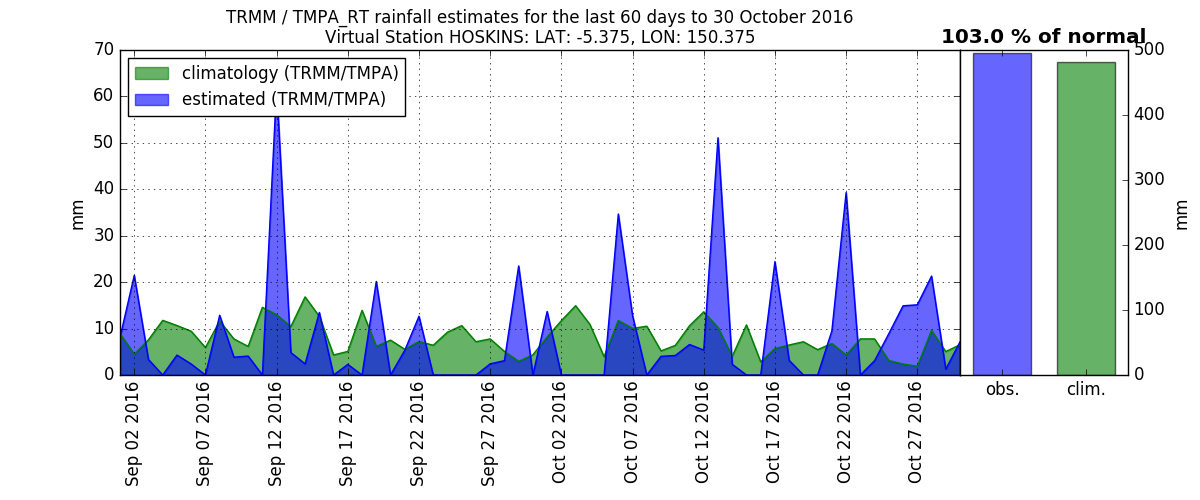 TRMM / TMPA_RT rainfall estimates for the last 60 days to 30 October 2016
Virtual Station HOSKINS: LAT: -5.375, LON: 150.375
103.0 % of normal
climatology (TRMM/TMPA)
estimated (TRMM/TMPA)
70
60
50
40
30
20
10
0
mm
Sep 02 2016
Sep 07 2016
Sep 12 2016
Sep 17 2016
Sep 22 2016
Sep 27 2016
Oct 02 2016
Oct 07 2016
Oct 12 2016
Oct 17 2016
Oct 22 2016
Oct 27 2016
500
400
300
200
100
0
mm
obs.
clim.